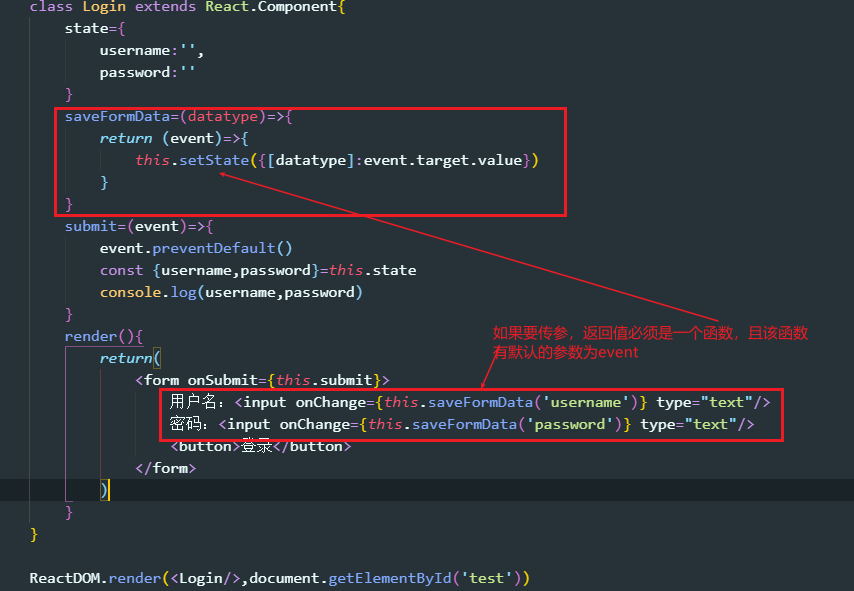 class Login extends React.Component{
state={
username:'',
password:''
}
saveFormData=(datatype)=>{
return (event)=>{
this.setState({[datatype]:event.target.value})
}
}
submit=(event)=>{
event.preventDefault()
const {username,password}=this.state
console.log(username,password)
}
render(){
如果要传参，返回值必须是一个函数，且该函数
有默认的参数为event
return(
<form onSubmit={this.submit}>
用户名：<input onChange={this.saveFormData('username')} type="text"/>
密码：<input onChange={this.saveFormData('password')} type="text"/>
<button>登录</button>
</form>
)
}
}
ReactDOM.render(<Login/>,document.getElementById('test'))